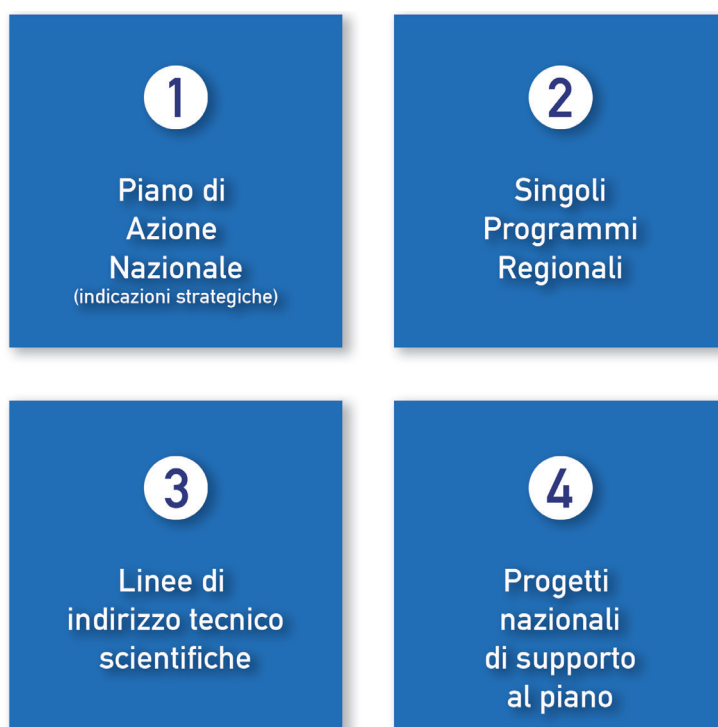 1
Piano di
Azione
Nazionale
(indicazioni strategiche)
2
Singoli
Programmi
Regionali
3
Linee di
indirizzo tecnico
scientifiche
4
Progetti
nazionali
di supporto
al piano